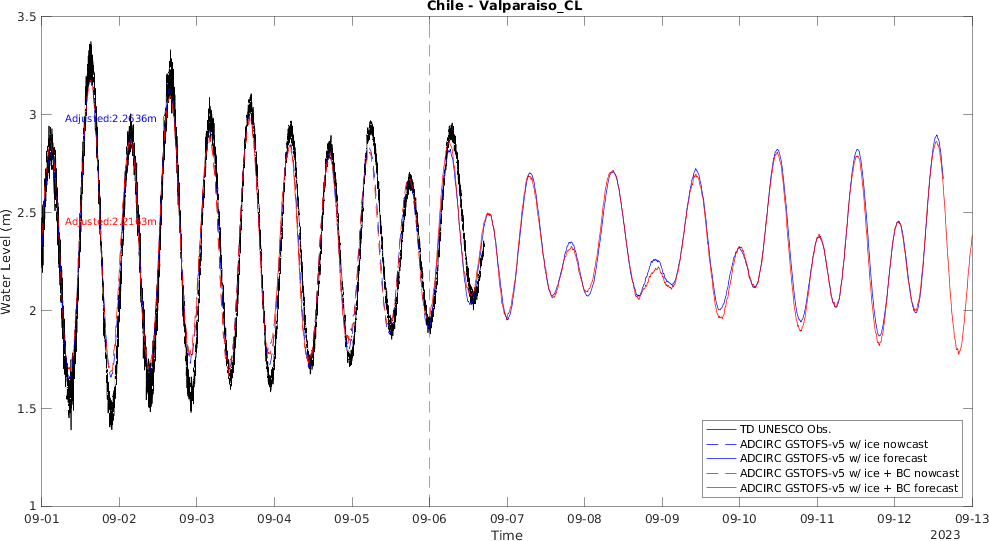 Chile - Valparaiso_CL
3.5
3
2.5
2
1.5
1
Water Level (m)
Adjusted:2.2636m
Adjusted:2.2163m
TD UNESCO Obs.
ADCIRC GSTOFS-v5 w/ ice nowcast
ADCIRC GSTOFS-v5 w/ ice forecast
ADCIRC GSTOFS-v5 w/ ice + BC nowcast
ADCIRC GSTOFS-v5 w/ ice + BC forecast
09-01 09-02 09-03 09-04 09-05 09-06 09-07 09-08 09-09 09-10 09-11 09-12 09-13
Time
2023